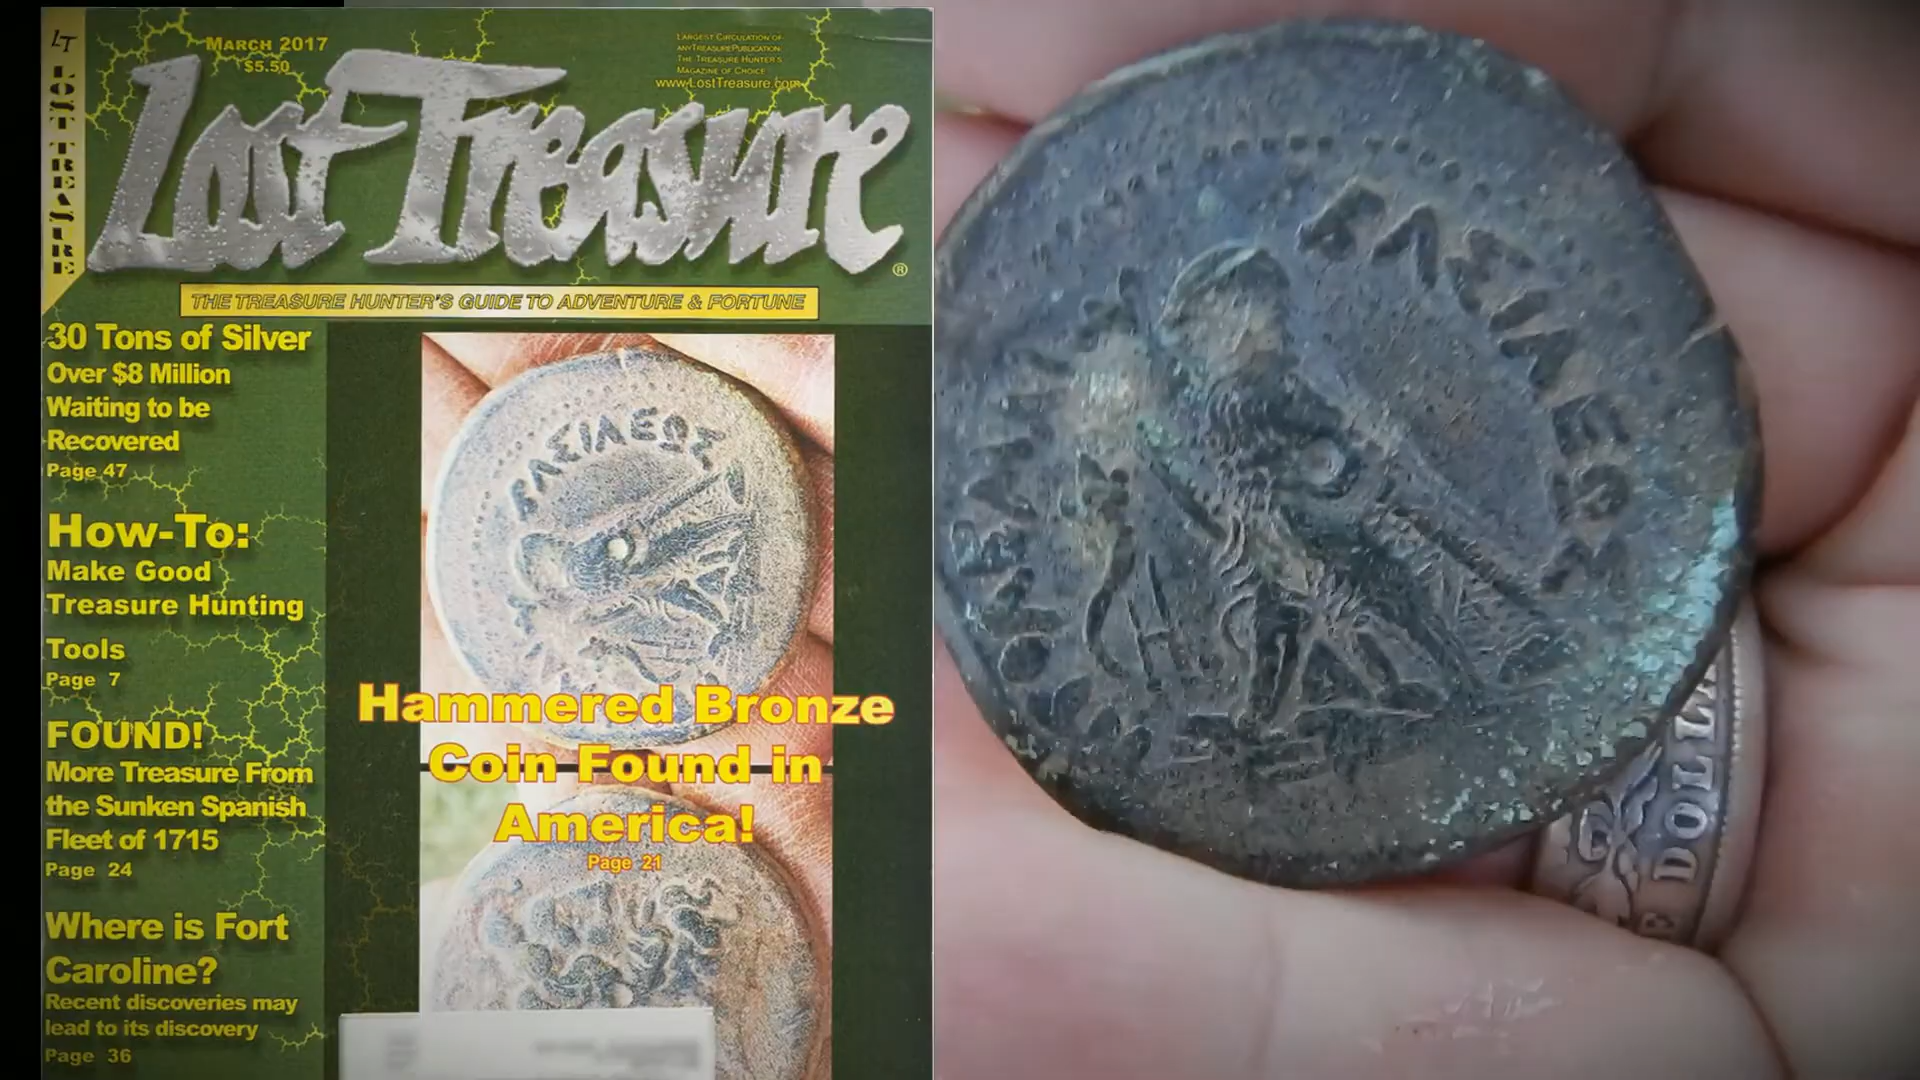 LT
LOST TREASURE
MARCH 2017
$5.50
LARGEST CIRCULATION OF
ANY TREASURE PUBLICATION
THE TREASURE HUNTER'S
MAGAZINE OF CHOICE
www.LostTreasure.com
Lost Treasure®
THE TREASURE HUNTER'S GUIDE TO ADVENTURE & FORTUNE
30 Tons of Silver
Over $8 Million
Waiting to be
Recovered
Page 47
How-To:
Make Good
Treasure Hunting
Tools
Page 7
FOUND!
More Treasure From
the Sunken Spanish
Fleet of 1715
Page 24
Where is Fort
Caroline?
Recent discoveries may
lead to its discovery
Page 36
ΒΑΣΙΛΕΩΣ
Hammered Bronze
Coin Found in
America!
Page 21
ΒΑΣΙΛΕΩΣ
DOLL